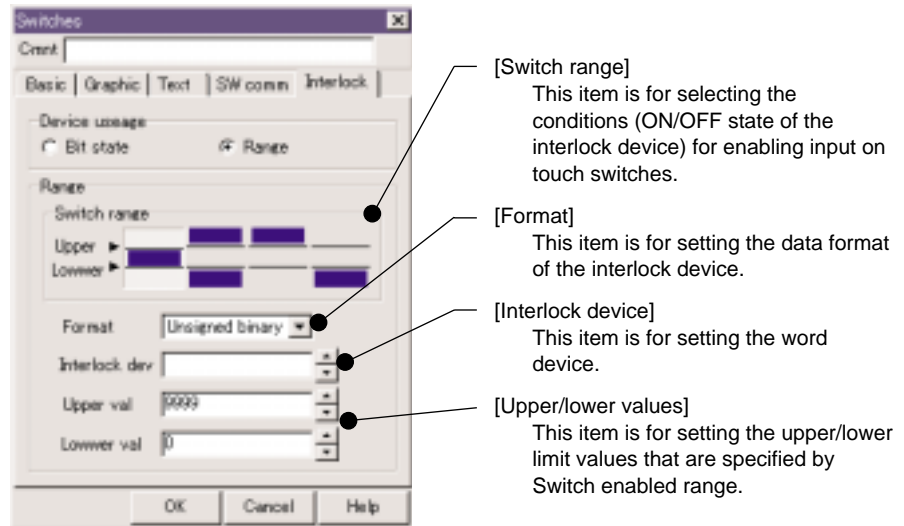 Switches
Cmnt
Basic
Graphic
Text
SW comm
Interlock
Device useage
Bit state
Range
Range
Switch range
Upper
Lowwer
Format
Unsigned binary
Interlock dev
Upper val
9999
Lowwer val
0
OK
Cancel
Help
[Switch range]
This item is for selecting the
conditions (ON/OFF state of the
interlock device) for enabling input on
touch switches.
[Format]
This item is for setting the data format
of the interlock device.
[Interlock device]
This item is for setting the word
device.
[Upper/lower values]
This item is for setting the upper/lower
limit values that are specified by
Switch enabled range.